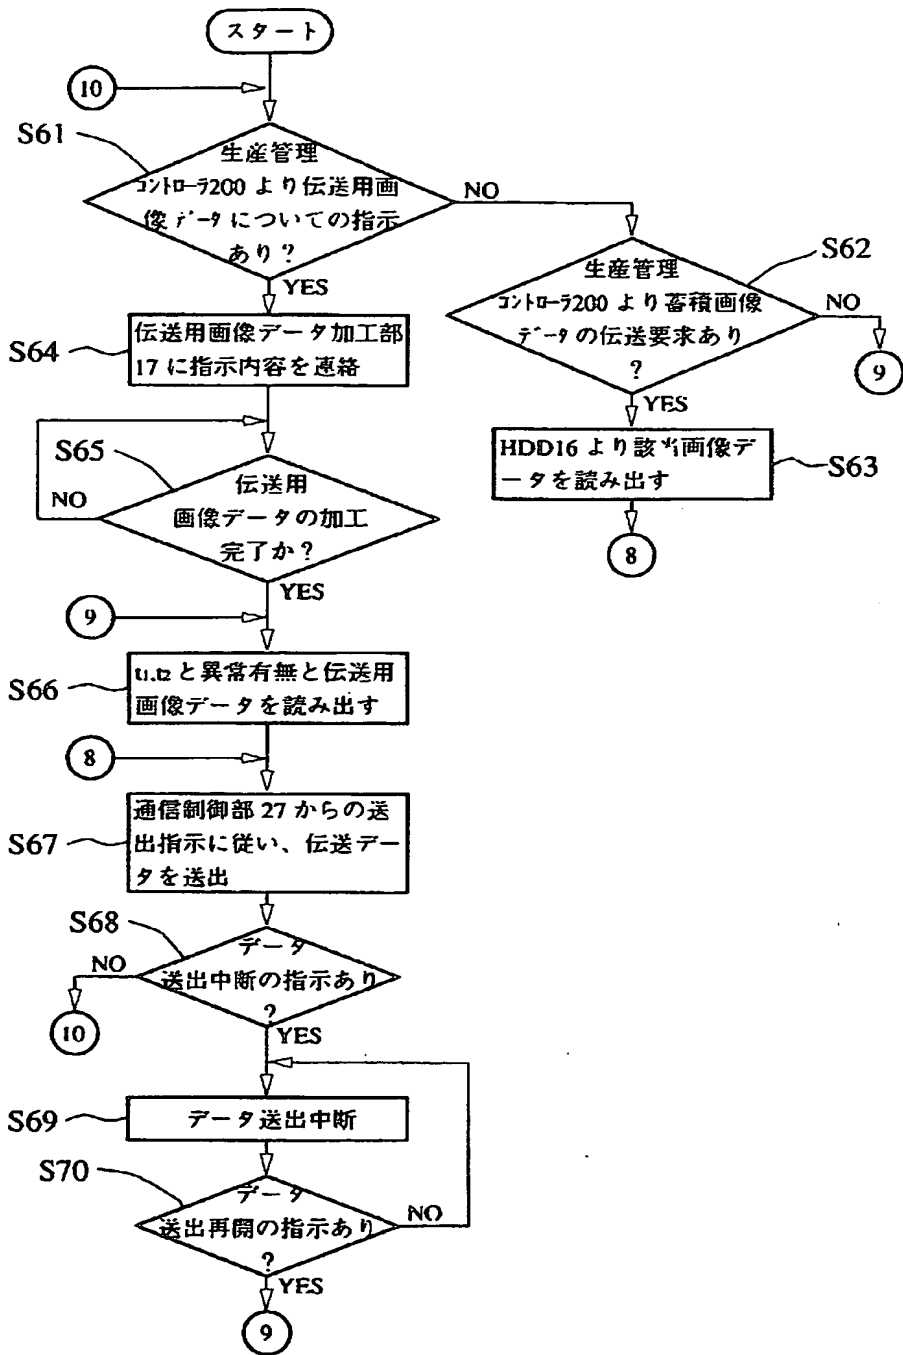 スタート
10
S61
生産管理
コントローラ200 より伝送用画
像データについての指示
あり?
NO
YES
S62
生産管理
コントローラ200 より蓄積画像
データの伝送要求あり
?
NO
9
YES
S64
伝送用画像データ加工部
17 に指示内容を連絡
S63
HDD16 より該当画像デ
ータを読み出す
8
S65
伝送用
画像データの加工
完了か?
NO
YES
9
S66
t1,t2 と異常有無と伝送用
画像データを読み出す
8
S67
通信制御部 27 からの送
出指示に従い、伝送デー
タを送出
S68
データ
送出中断の指示あり
?
NO
10
YES
S69
データ送出中断
S70
データ
送出再開の指示あり
?
NO
YES
9